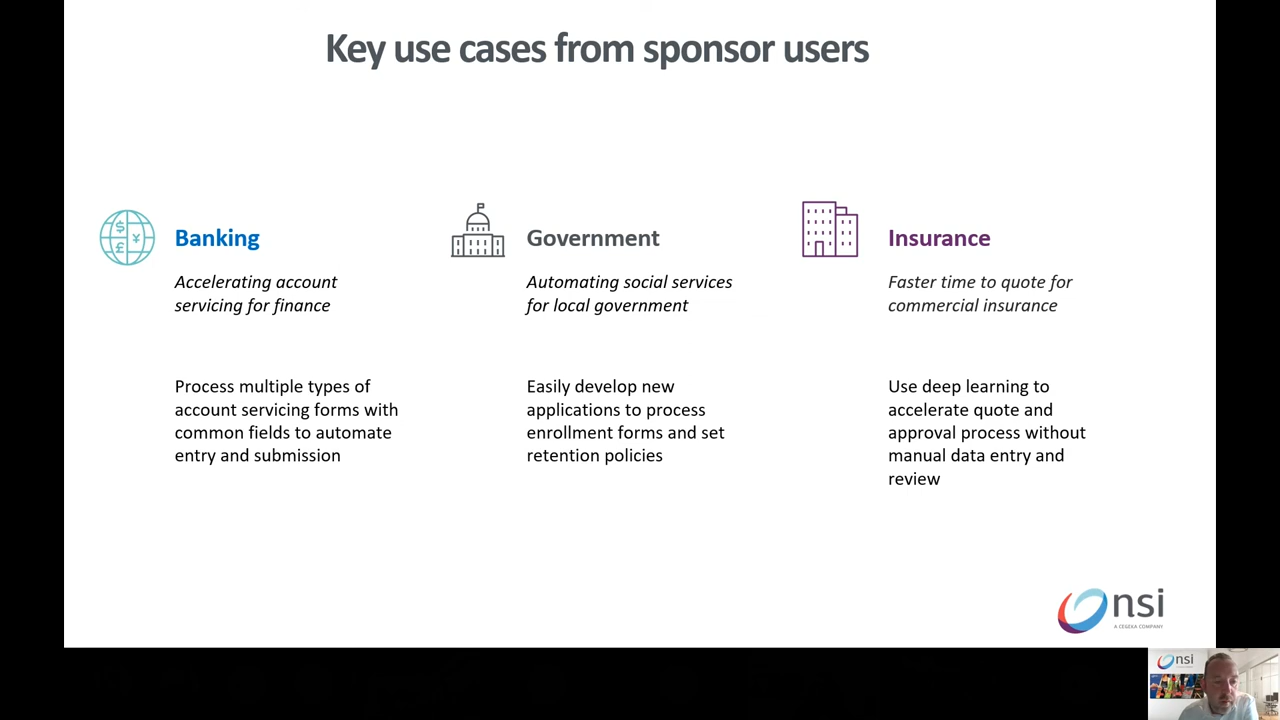 Key use cases from sponsor users
Banking
Accelerating account
servicing for finance
Process multiple types of
account servicing forms with
common fields to automate
entry and submission
Government
Automating social services
for local government
Easily develop new
applications to process
enrollment forms and set
retention policies
Insurance
Faster time to quote for
commercial insurance
Use deep learning to
accelerate quote and
approval process without
manual data entry and
review
nsi
A CEGEKA COMPANY
nsi